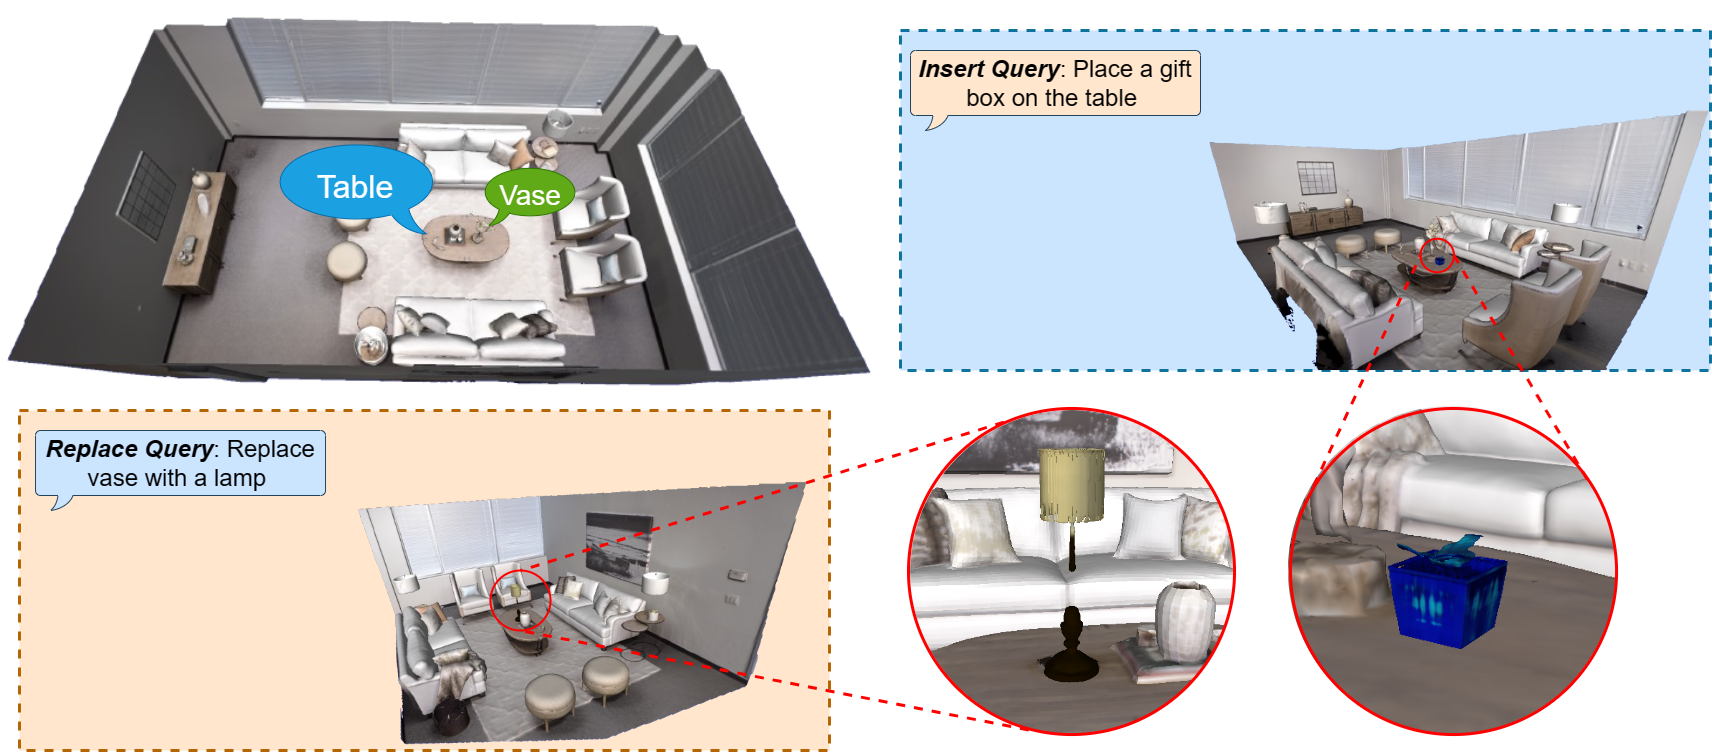 Table
Vase
Insert Query: Place a gift
box on the table
Replace Query: Replace
vase with a lamp